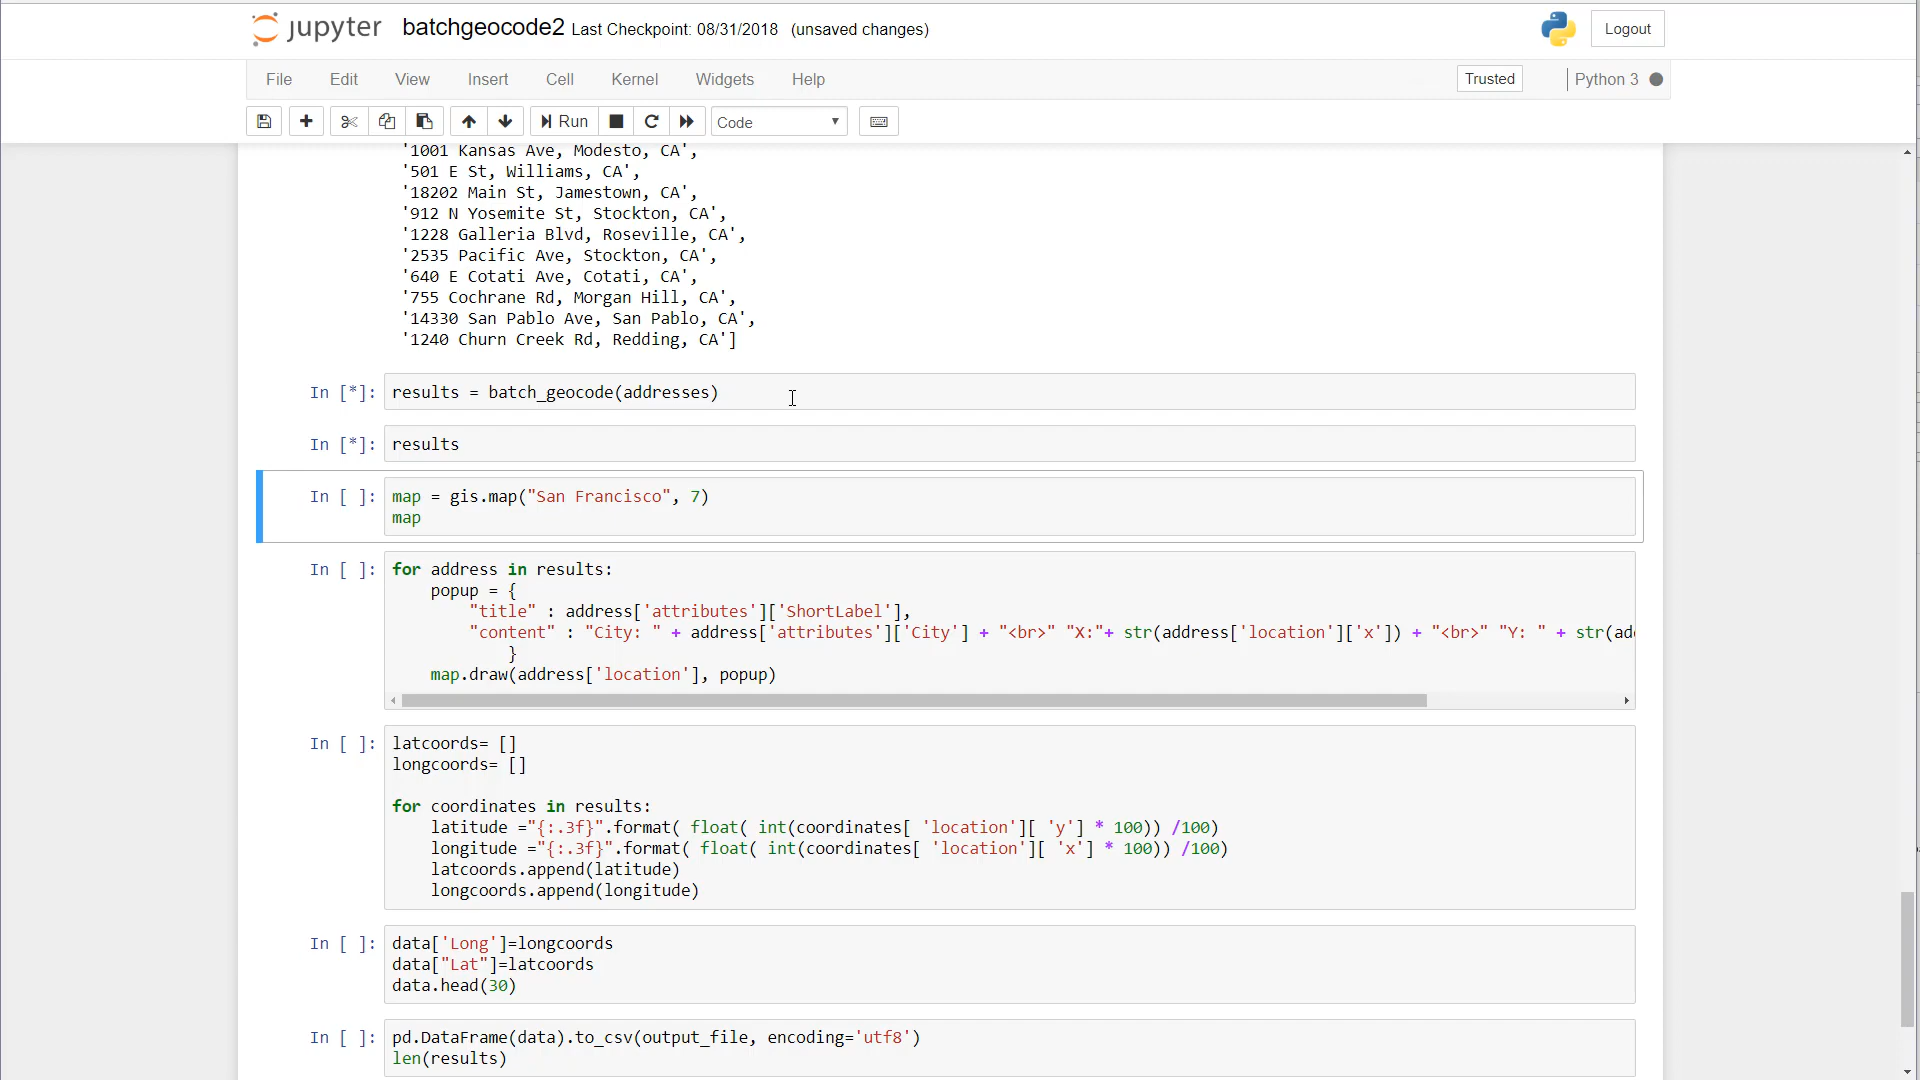 jupyter batchgeocode2 Last Checkpoint: 08/31/2018 (unsaved changes) Logout
File Edit View Insert Cell Kernel Widgets Help Trusted Python 3
Run Code
'1001 Kansas Ave, Modesto, CA',
'501 E St, Williams, CA',
'18202 Main St, Jamestown, CA',
'912 N Yosemite St, Stockton, CA',
'1228 Galleria Blvd, Roseville, CA',
'2535 Pacific Ave, Stockton, CA',
'640 E Cotati Ave, Cotati, CA',
'755 Cochrane Rd, Morgan Hill, CA',
'14330 San Pablo Ave, San Pablo, CA',
'1240 Churn Creek Rd, Redding, CA']
In [*]: results = batch_geocode(addresses)
In [*]: results
In [ ]: map = gis.map("San Francisco", 7)
map
In [ ]: for address in results:
popup = {
"title" : address['attributes']['ShortLabel'],
"content" : "City: " + address['attributes']['City'] + "<br>" "X:"+ str(address['location']['x']) + "<br>" "Y: " + str(ad
}
map.draw(address['location'], popup)
In [ ]: latcoords= []
longcoords= []
for coordinates in results:
latitude ="{:.3f}".format( float( int(coordinates[ 'location'][ 'y'] * 100)) /100)
longitude ="{:.3f}".format( float( int(coordinates[ 'location'][ 'x'] * 100)) /100)
latcoords.append(latitude)
longcoords.append(longitude)
In [ ]: data['Long']=longcoords
data["Lat"]=latcoords
data.head(30)
In [ ]: pd.DataFrame(data).to_csv(output_file, encoding='utf8')
len(results)